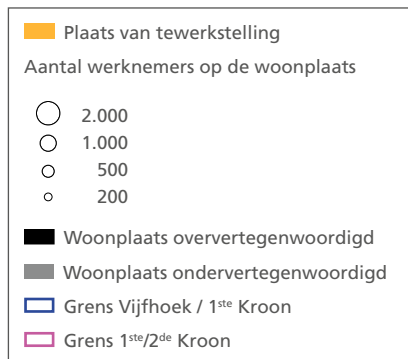 Plaats van tewerkstelling
Aantal werknemers op de woonplaats
2.000
1.000
500
200
Woonplaats oververtegenwoordigd
Woonplaats ondervertegenwoordigd
Grens Vijfhoek / 1ste Kroon
Grens 1ste/2de Kroon